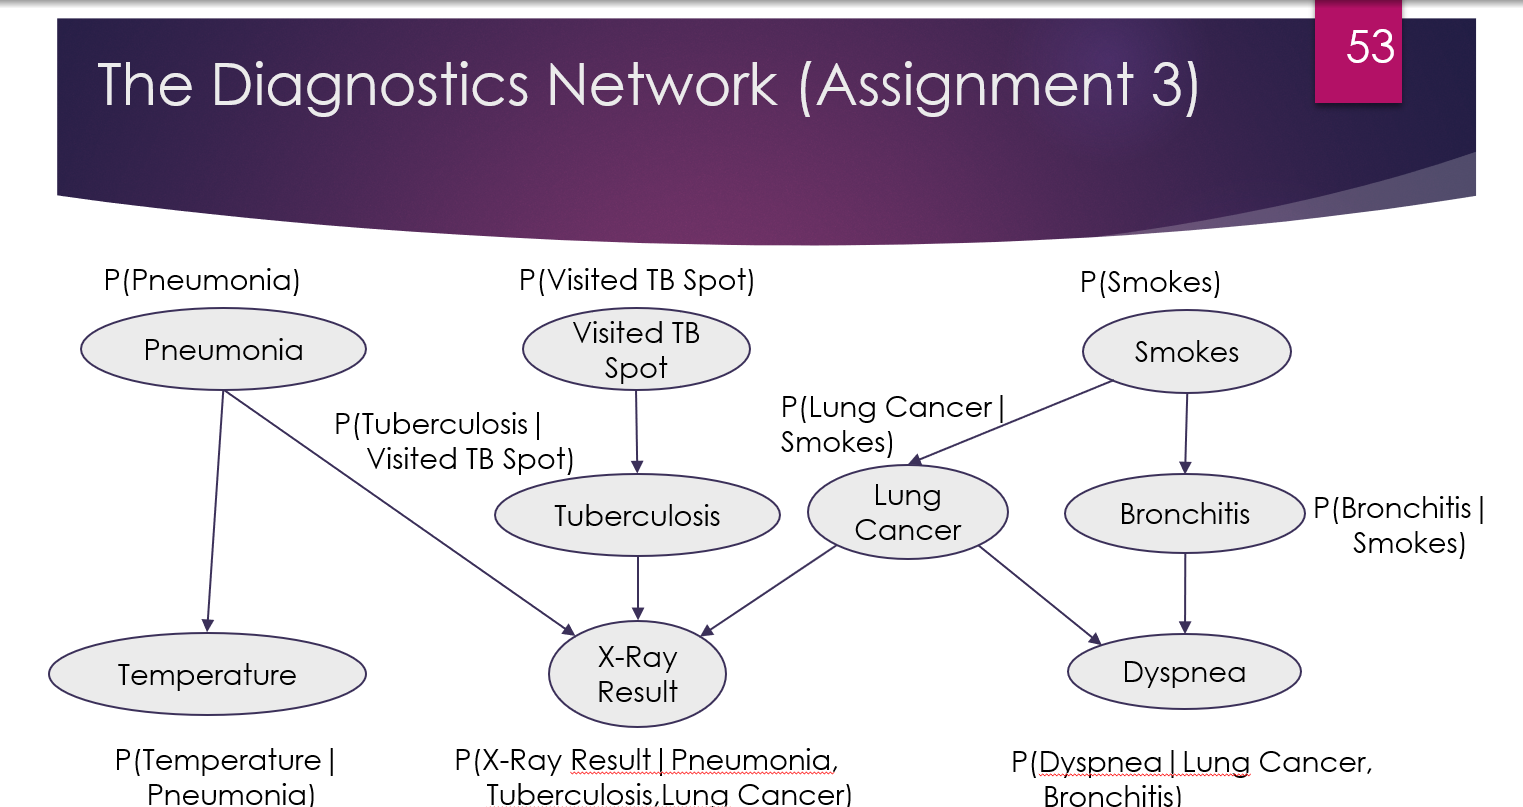 53
The Diagnostics Network (Assignment 3)
P(Pneumonia)
P(Visited TB Spot)
P(Smokes)
Pneumonia
Visited TB
Spot
Smokes
P(Tuberculosis|
Visited TB Spot)
P(Lung Cancer|
Smokes)
Tuberculosis
Lung
Cancer
Bronchitis
P(Bronchitis|
Smokes)
Temperature
X-Ray
Result
Dyspnea
P(Temperature|
Pneumonia)
P(X-Ray Result|Pneumonia,
Tuberculosis,Lung Cancer)
P(Dyspnea|Lung Cancer,
Bronchitis)